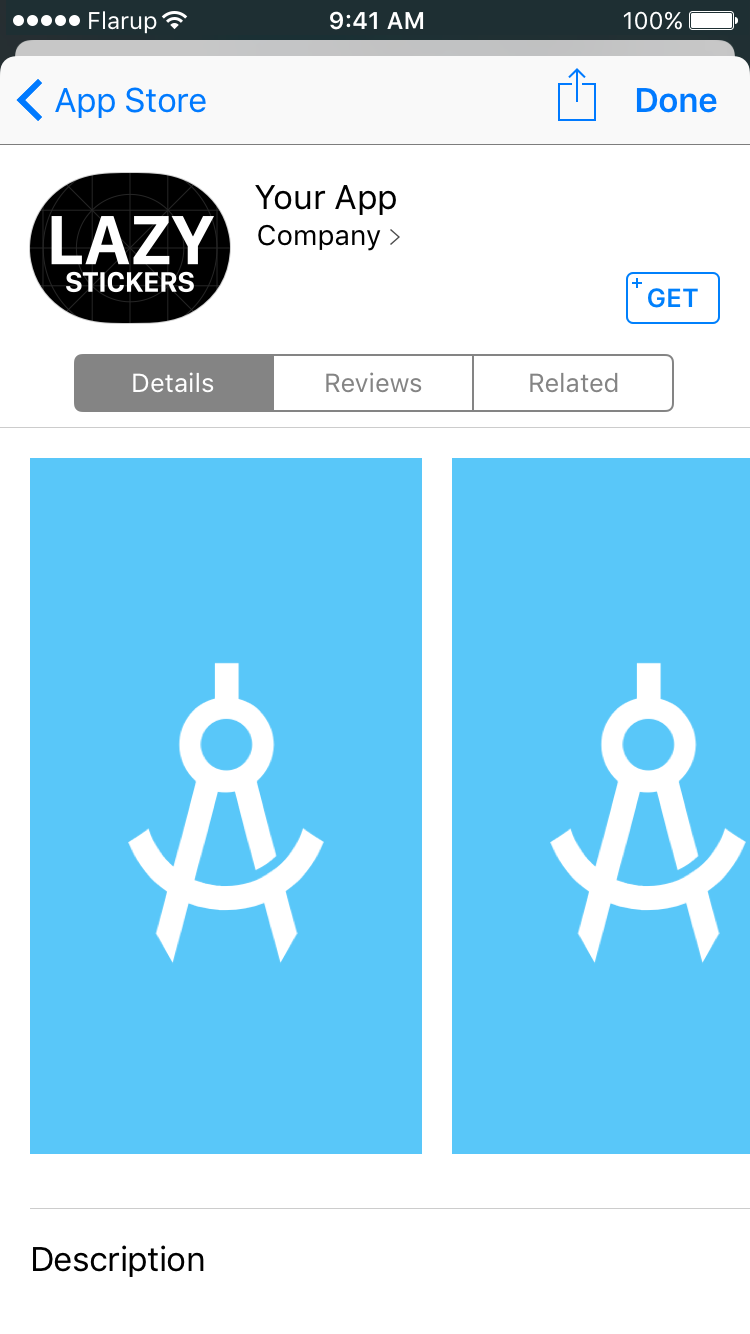 Flarup 9:41 AM 100%
App Store Done
LAZY
STICKERS
Your App
Company
GET
Details Reviews Related
Description